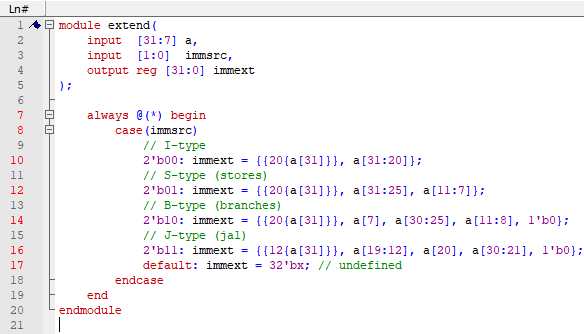 Ln#
1 module extend(
2 input [31:7] a,
3 input [1:0] immsrc,
4 output reg [31:0] immext
5 );
6
7 always @(*) begin
8 case(immsrc)
9 // I-type
10 2'b00: immext = {{20{a[31]}}, a[31:20]};
11 // S-type (stores)
12 2'b01: immext = {{20{a[31]}}, a[31:25], a[11:7]};
13 // B-type (branches)
14 2'b10: immext = {{20{a[31]}}, a[7], a[30:25], a[11:8], 1'b0};
15 // J-type (jal)
16 2'b11: immext = {{12{a[31]}}, a[19:12], a[20], a[30:21], 1'b0};
17 default: immext = 32'bx; // undefined
18 endcase
19 end
20 endmodule
21